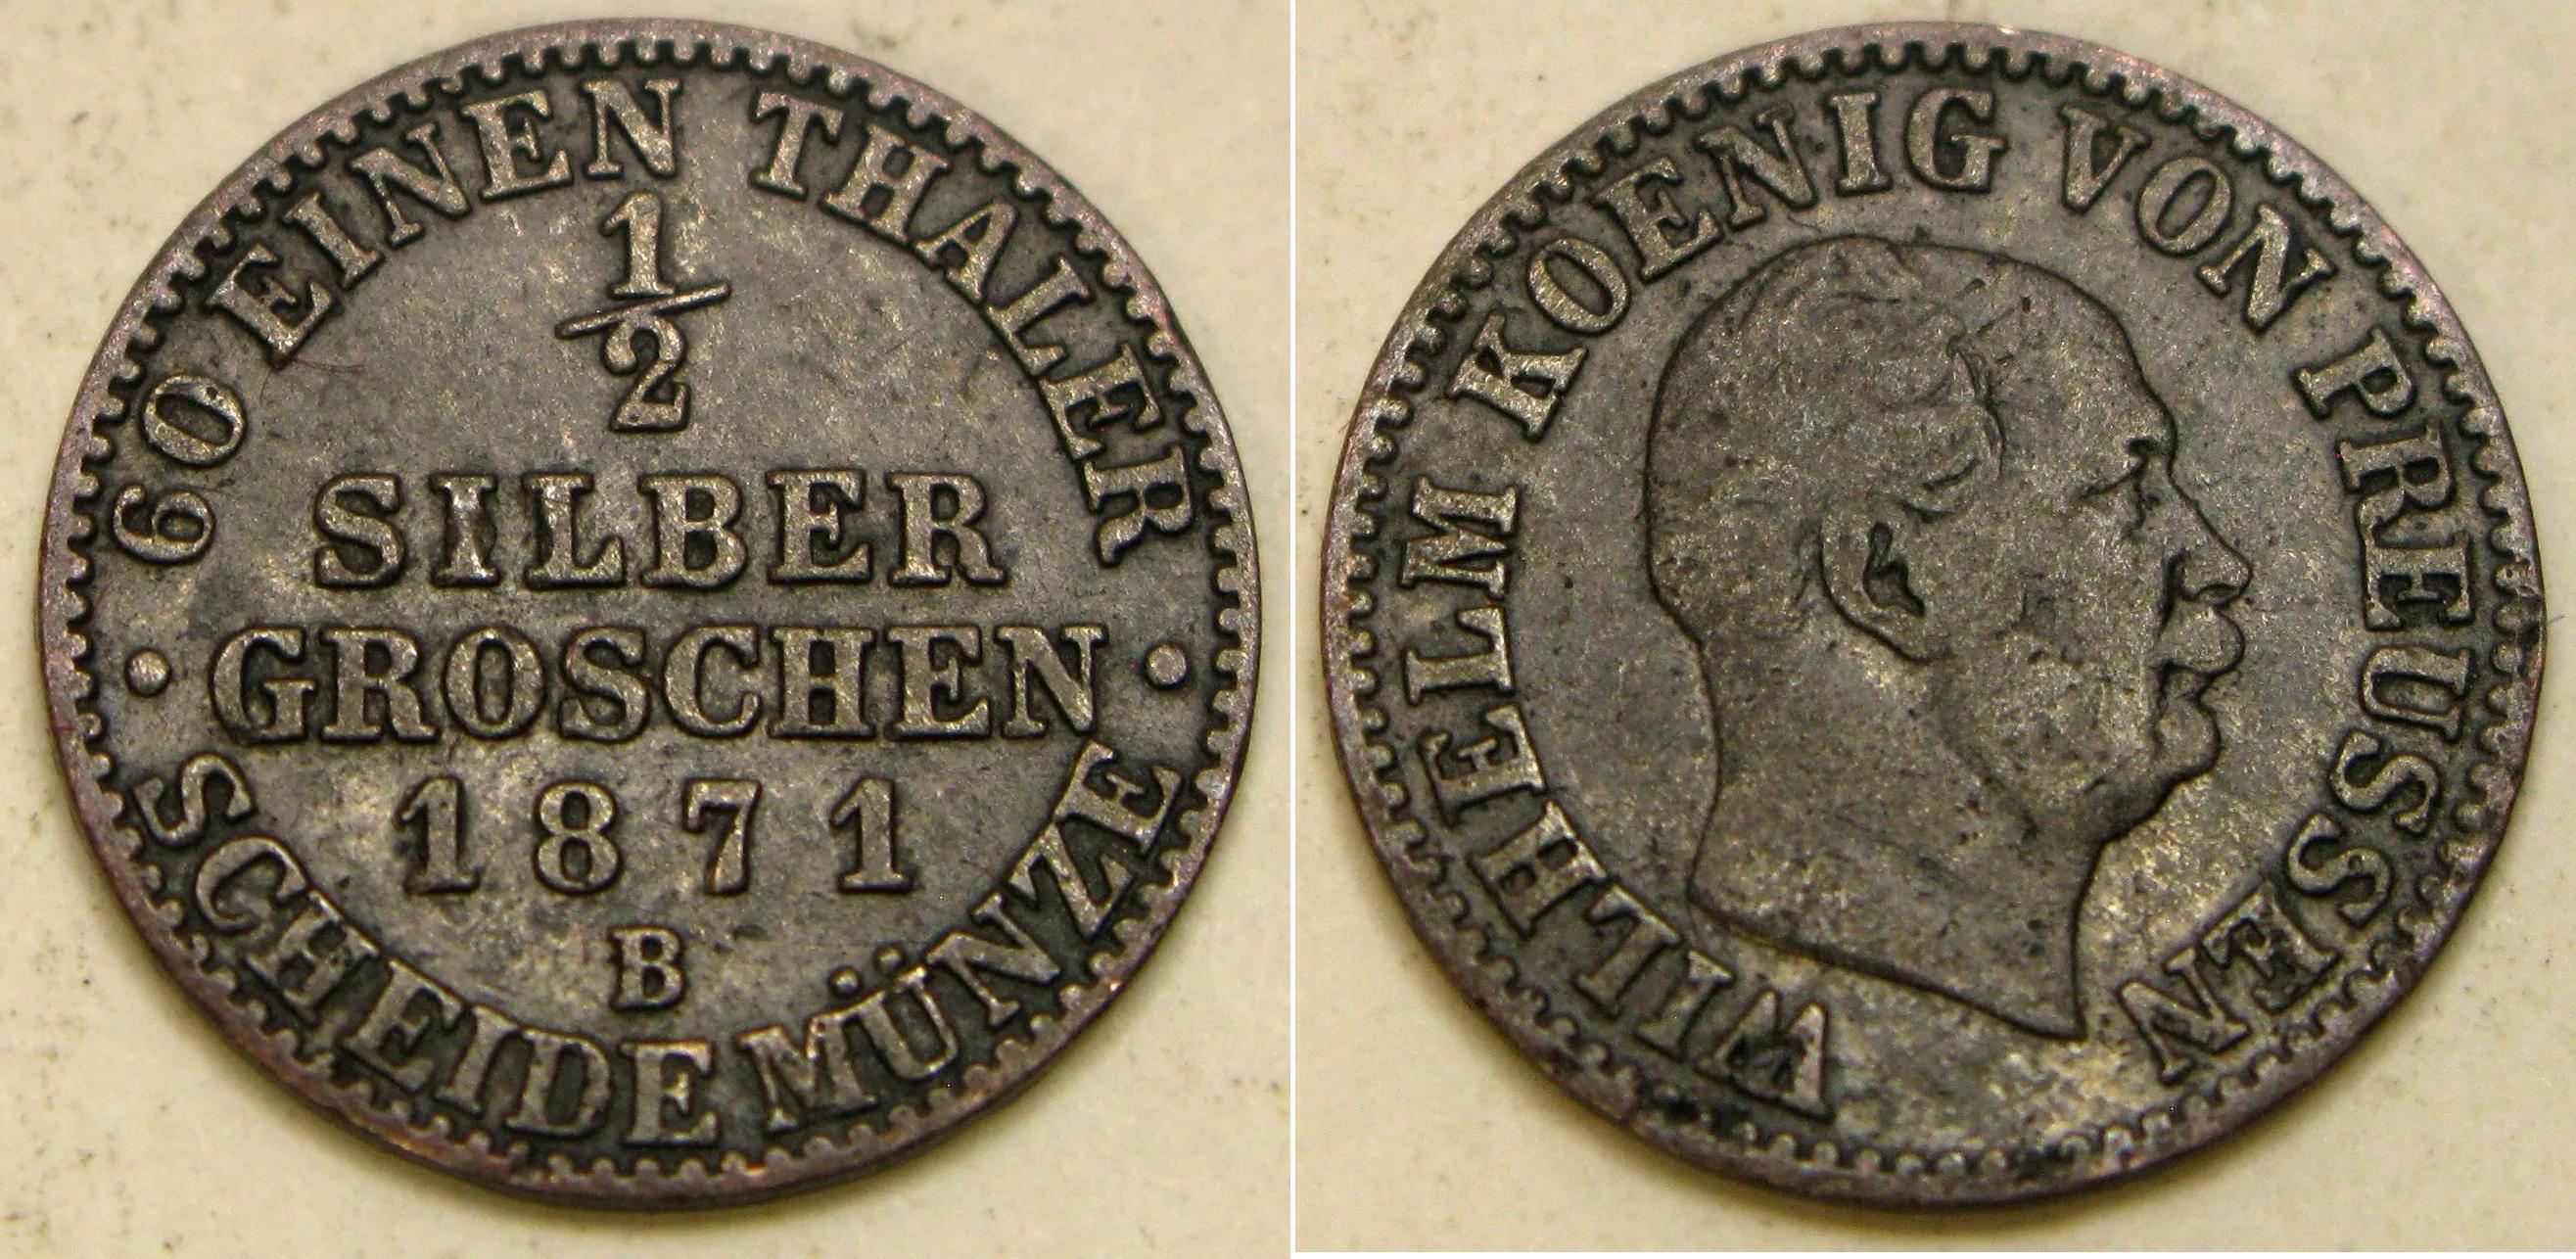 60 EINEN THALER
1/2
SILBER
GROSCHEN
1871
B
SCHEIDE MÜNZE
WILHELM KOENIG VON PREUSSEN